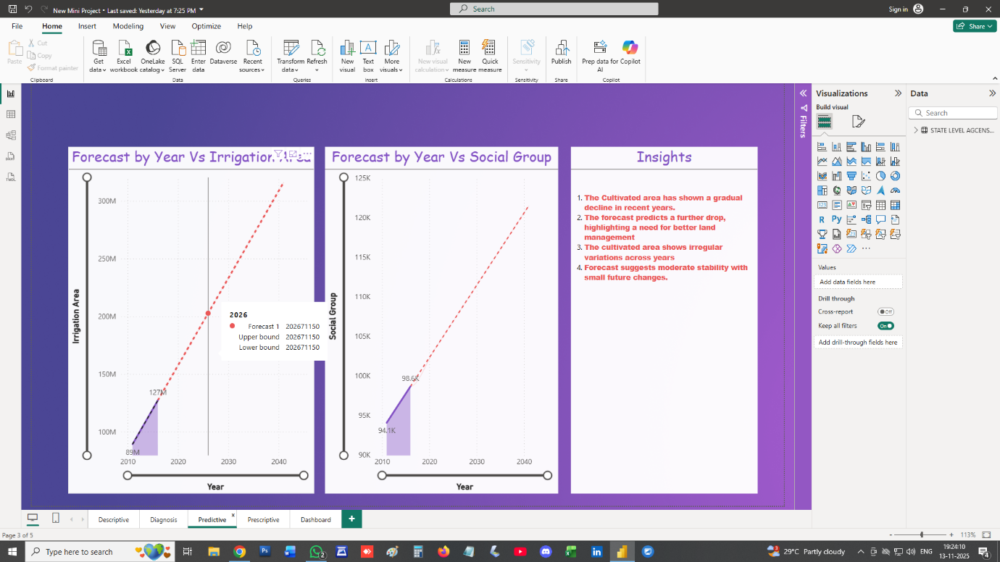 New Mini Project • Last saved: Yesterday at 7:25 PM
Search
Sign in
File Home Insert Modeling View Optimize Help
Share
Paste
Cut
Copy
Format painter
Clipboard
Get data
Excel workbook
OneLake catalog
SQL Server
Enter data
Dataverse
Recent sources
Data
Transform data
Refresh
Queries
New visual
Text box
More visuals
Insert
New visual calculation
New measure
Quick measure
Calculations
Sensitivity
Sensitivity
Publish
Share
Prep data for AI
Copilot
Copilot
Forecast by Year Vs Irrigation Area
300M
250M
200M
150M
100M
Irrigation Area
127M
89M
2010 2020 2030 2040
Year
2026
Forecast 1 202671150
Upper bound 202671150
Lower bound 202671150
Forecast by Year Vs Social Group
125K
120K
115K
110K
105K
100K
95K
90K
Social Group
98.6K
94.1K
2010 2020 2030 2040
Year
Insights
1. The Cultivated area has shown a gradual
decline in recent years.
2. The forecast predicts a further drop,
highlighting a need for better land
management
3. The cultivated area shows irregular
variations across years
4. Forecast suggests moderate stability with
small future changes.
Filters
Visualizations
Build visual
R Py
Values
Add data fields here
Drill through
Cross-report Off
Keep all filters On
Add drill-through fields here
Data
Search
STATE LEVEL AGCENS...
Descriptive Diagnosis Predictive Prescriptive Dashboard
Page 3 of 5
113%
Type here to search
29°C Partly cloudy
ENG
19:24:10
13-11-2025